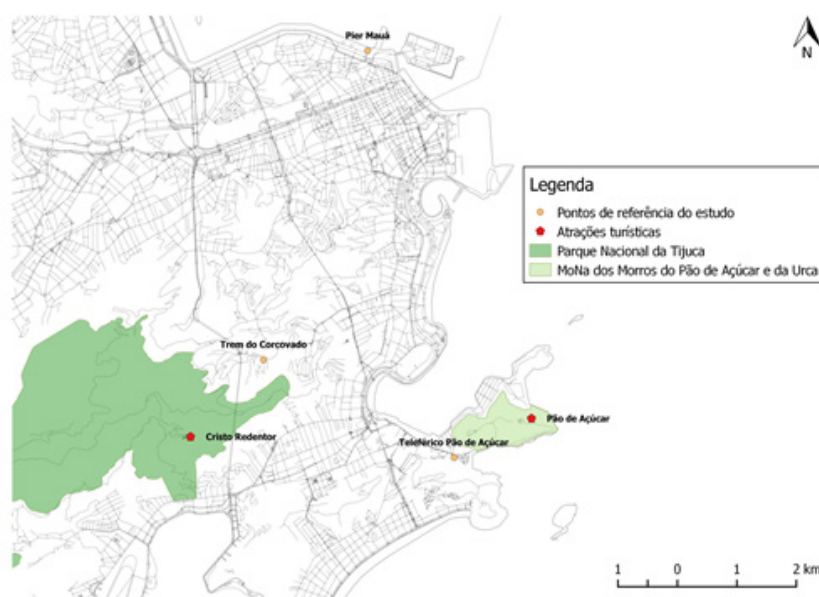 Pier Mauá
N
Legenda
Pontos de referência do estudo
Atrações turísticas
Parque Nacional da Tijuca
MoNa dos Morros do Pão de Açúcar e da Urca
Trem do Corcovado
Cristo Redentor
Pão de Açúcar
Teleférico Pão de Açúcar
1 0 1 2 km